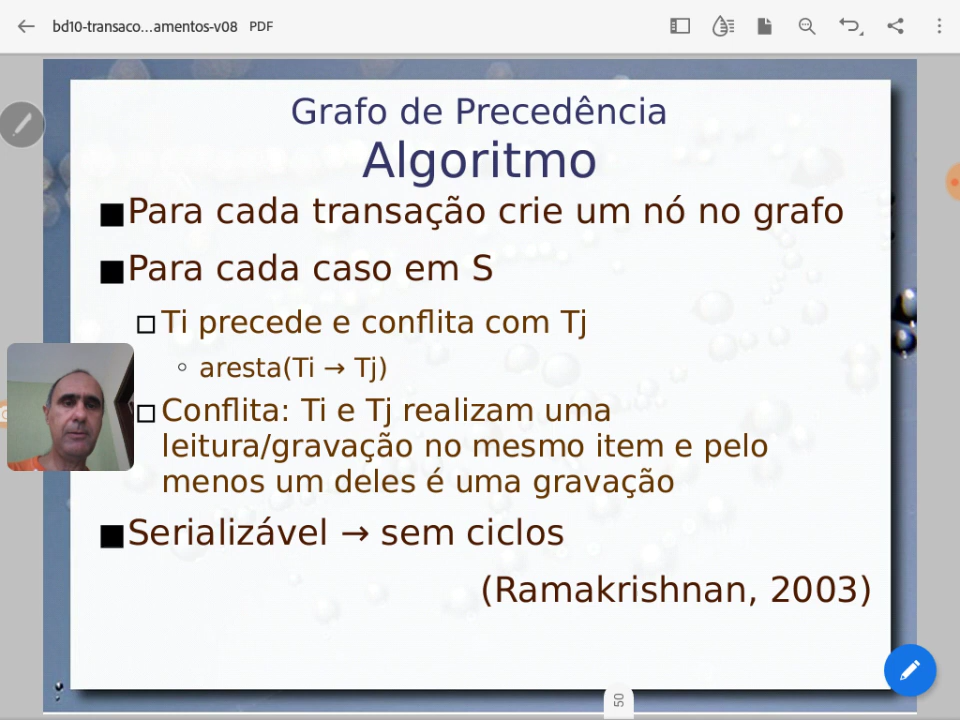 bd10-transaco...amentos-v08 PDF
Grafo de Precedência
Algoritmo
Para cada transação crie um nó no grafo
Para cada caso em S
Ti precede e conflita com Tj
aresta(Ti → Tj)
Conflita: Ti e Tj realizam uma
leitura/gravação no mesmo item e pelo
menos um deles é uma gravação
Serializável → sem ciclos
(Ramakrishnan, 2003)
50